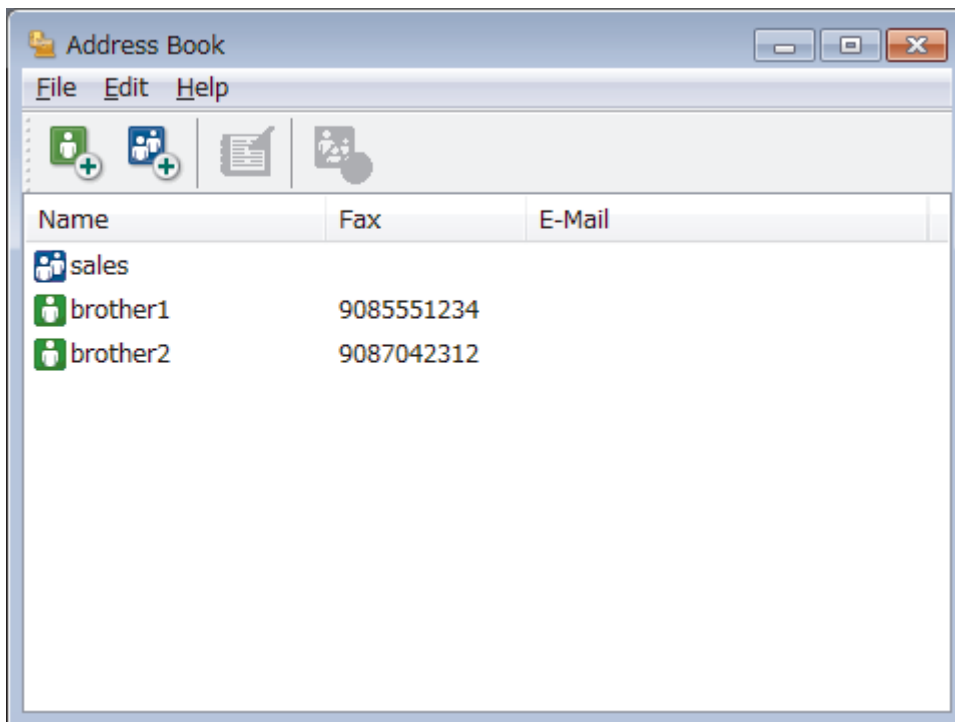 Address Book
File Edit Help
Name Fax E-Mail
sales
brother1 9085551234
brother2 9087042312